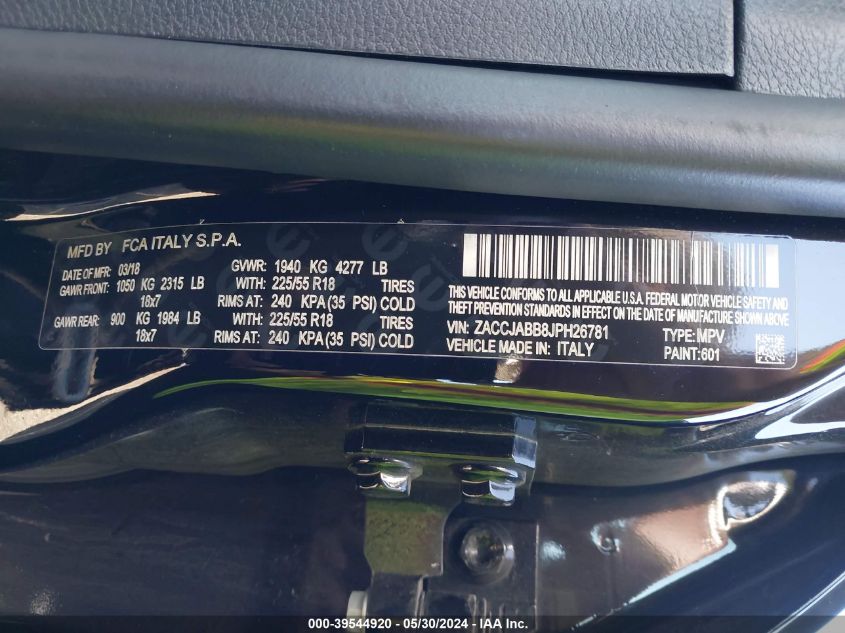 MFD BY FCA ITALY S.P.A.
DATE OF MFR: 03/18 GVWR: 1940 KG 4277 LB
GAWR FRONT: 1050 KG 2315 LB WITH: 225/55 R18 TIRES
18x7 RIMS AT: 240 KPA (35 PSI) COLD
GAWR REAR: 900 KG 1984 LB WITH: 225/55 R18 TIRES
18x7 RIMS AT: 240 KPA (35 PSI) COLD
THIS VEHICLE CONFORMS TO ALL APPLICABLE U.S.A. FEDERAL MOTOR VEHICLE SAFETY AND
THEFT PREVENTION STANDARDS IN EFFECT ON THE DATE OF MANUFACTURE SHOWN ABOVE.
VIN: ZACCJABB8JPH26781 TYPE: MPV
VEHICLE MADE IN: ITALY PAINT:601
000-39544920 - 05/30/2024 - IAA Inc.